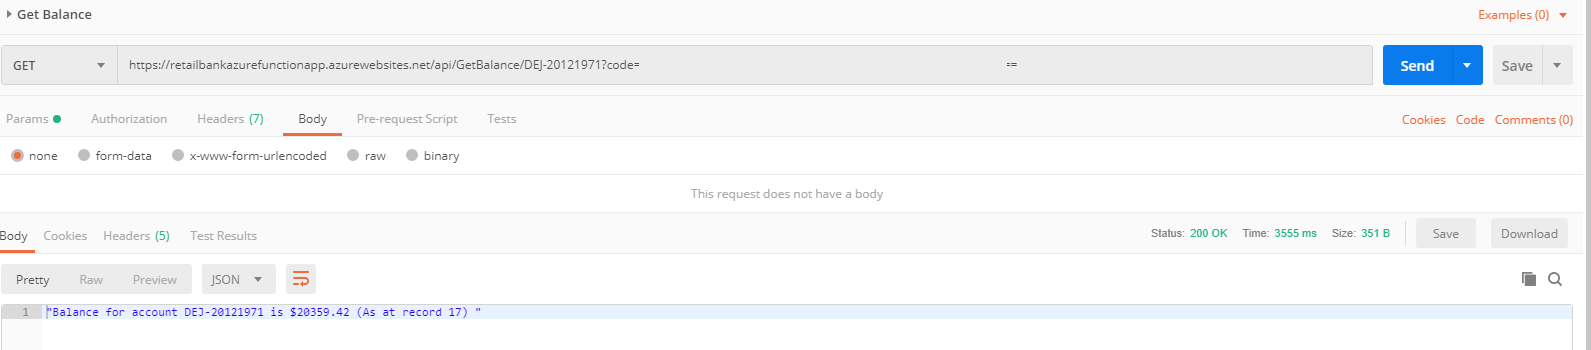 Get Balance
Examples (0)
GET
https://retailbankazurefunctionapp.azurewebsites.net/api/GetBalance/DEJ-20121971?code= ==
Send
Save
Params
Authorization
Headers (7)
Body
Pre-request Script
Tests
Cookies
Code
Comments (0)
none
form-data
x-www-form-urlencoded
raw
binary
This request does not have a body
Body
Cookies
Headers (5)
Test Results
Status: 200 OK
Time: 3555 ms
Size: 351 B
Save
Download
Pretty
Raw
Preview
JSON
1
"Balance for account DEJ-20121971 is $20359.42 (As at record 17) "